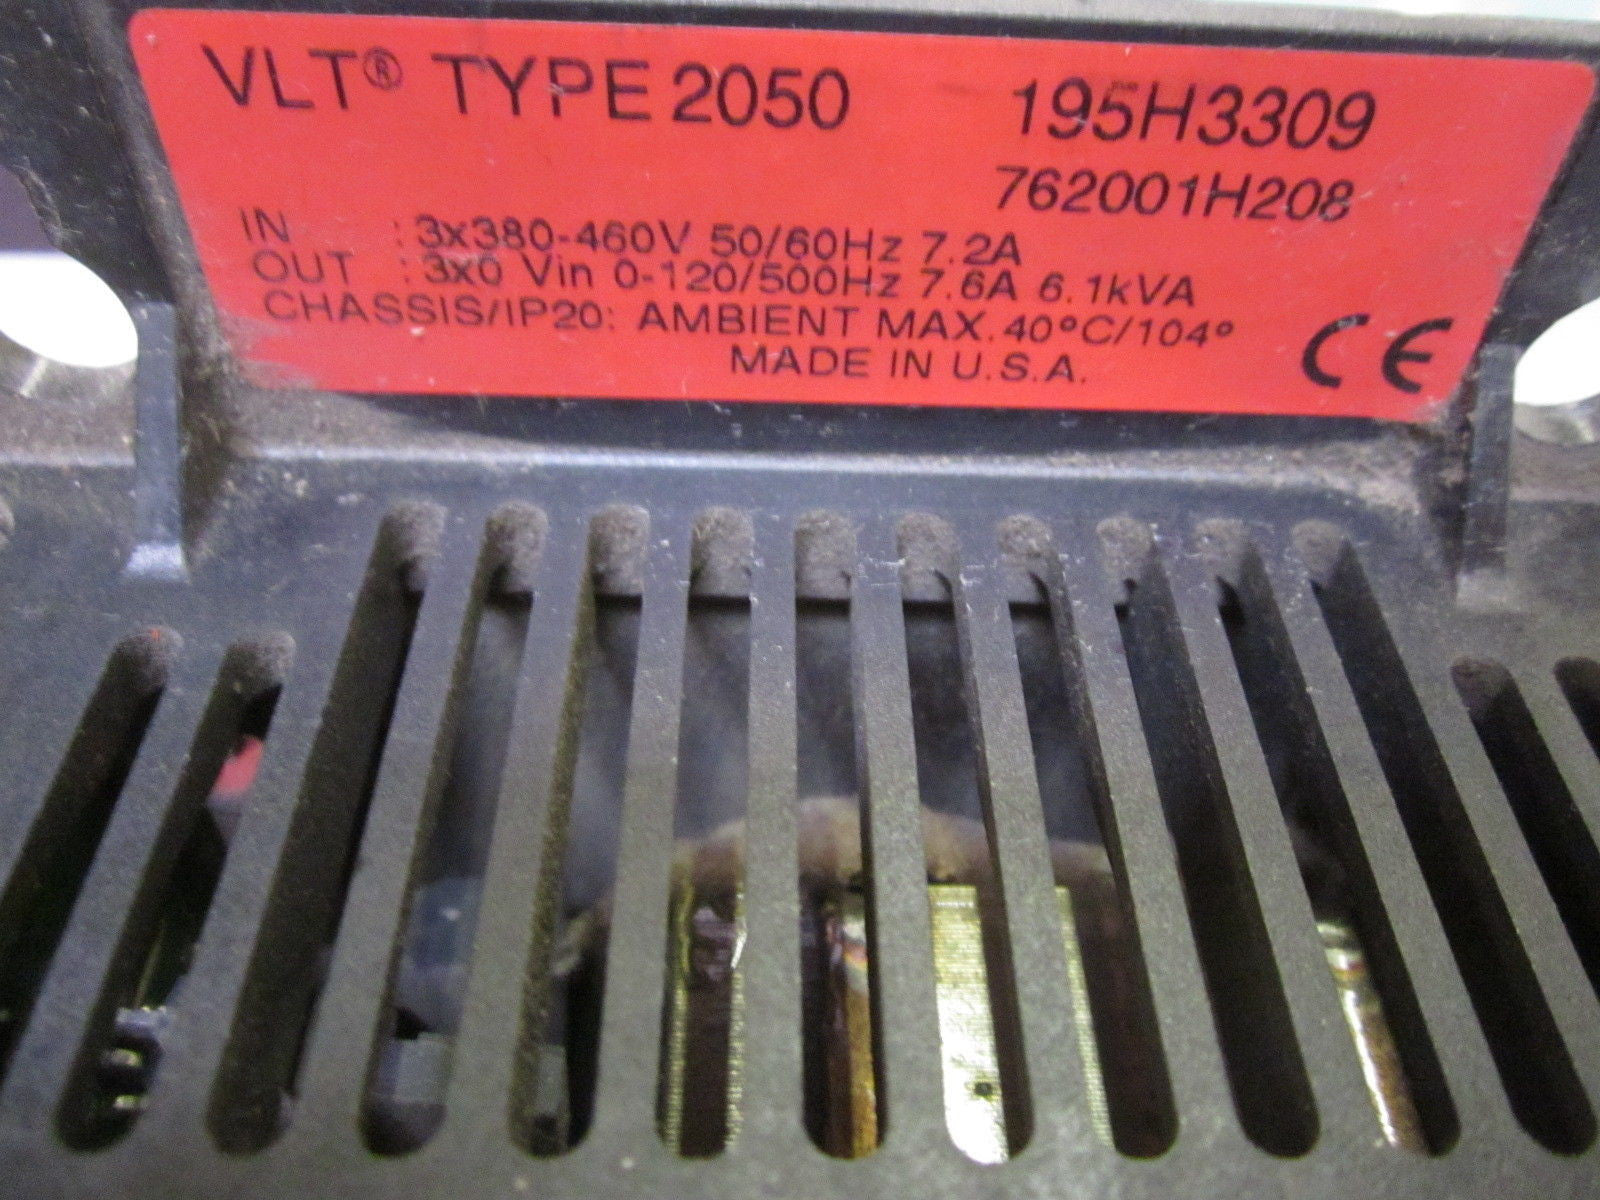 VLT® TYPE 2050 195H3309
762001H208
IN : 3x380-460V 50/60Hz 7.2A
OUT : 3x0 Vin 0-120/500Hz 7.6A 6.1kVA
CHASSIS/IP20: AMBIENT MAX. 40°C/104°
MADE IN U.S.A.
CE